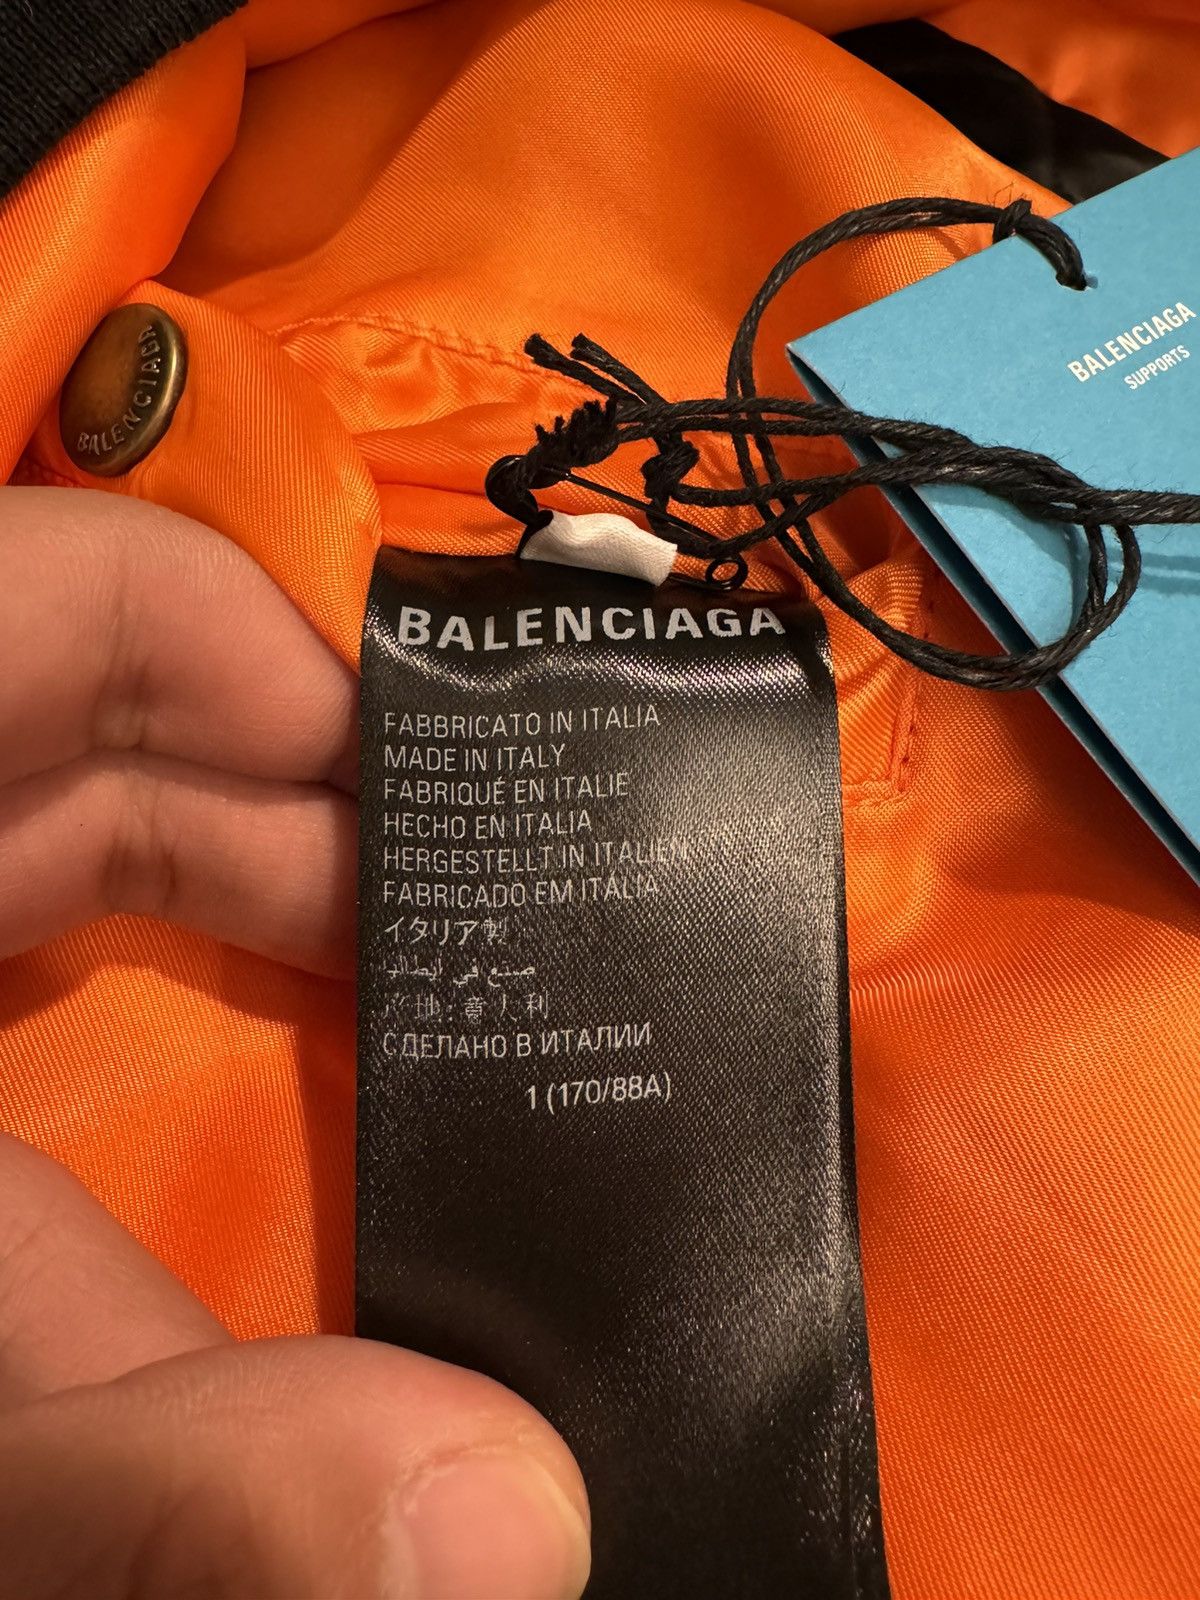 BALENCIAGA
BALENCIAGA
SUPPORTS
BALENCIAGA
FABBRICATO IN ITALIA
MADE IN ITALY
FABRIQUÉ EN ITALIE
HECHO EN ITALIA
HERGESTELLT IN ITALIEN
FABRICADO EM ITALIA
イタリア製
صنع في ايطاليا
产地：意大利
СДЕЛАНО В ИТАЛИИ
1 (170/88A)